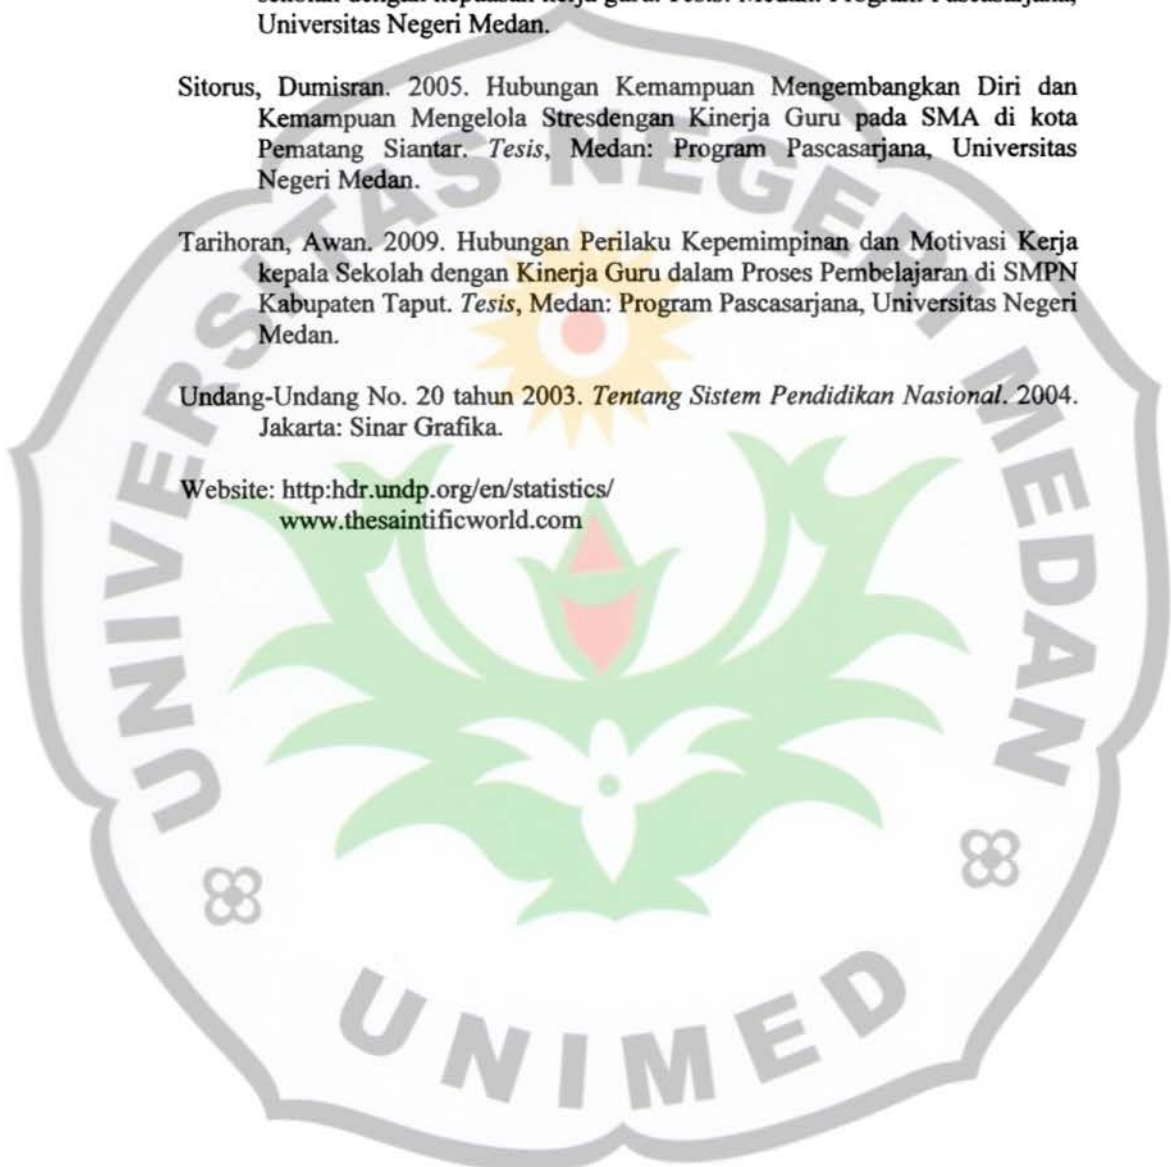 Universitas Negeri Medan.
Sitorus, Dumisran. 2005. Hubungan Kemampuan Mengembangkan Diri dan
Kemampuan Mengelola Stresdengan Kinerja Guru pada SMA di kota
Pematang Siantar. Tesis, Medan: Program Pascasarjana, Universitas
Negeri Medan.
Tarihoran, Awan. 2009. Hubungan Perilaku Kepemimpinan dan Motivasi Kerja
kepala Sekolah dengan Kinerja Guru dalam Proses Pembelajaran di SMPN
Kabupaten Taput. Tesis, Medan: Program Pascasarjana, Universitas Negeri
Medan.
Undang-Undang No. 20 tahun 2003. Tentang Sistem Pendidikan Nasional. 2004.
Jakarta: Sinar Grafika.
Website: http:hdr.undp.org/en/statistics/
www.thesaintificworld.com
UNIVERSITAS NEGERI MEDAN
UNIMED